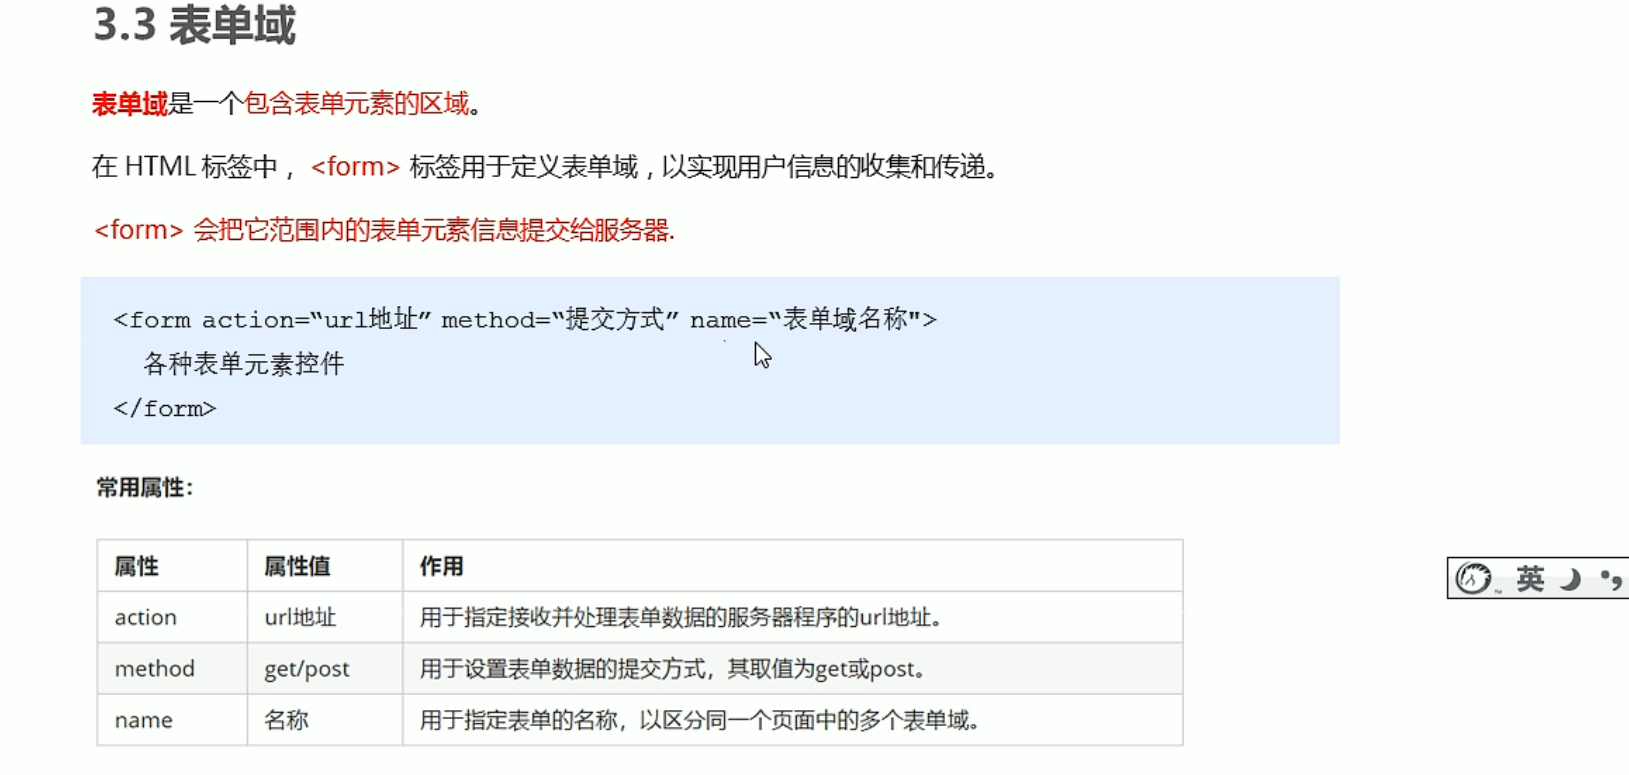 3.3 表单域
表单域是一个包含表单元素的区域。
在 HTML 标签中， <form> 标签用于定义表单域，以实现用户信息的收集和传递。
<form> 会把它范围内的表单元素信息提交给服务器.
<form action=“url地址” method=“提交方式” name=“表单域名称">
各种表单元素控件
</form>
常用属性：
属性 属性值 作用
action url地址 用于指定接收并处理表单数据的服务器程序的url地址。
method get/post 用于设置表单数据的提交方式，其取值为get或post。
name 名称 用于指定表单的名称，以区分同一个页面中的多个表单域。
英